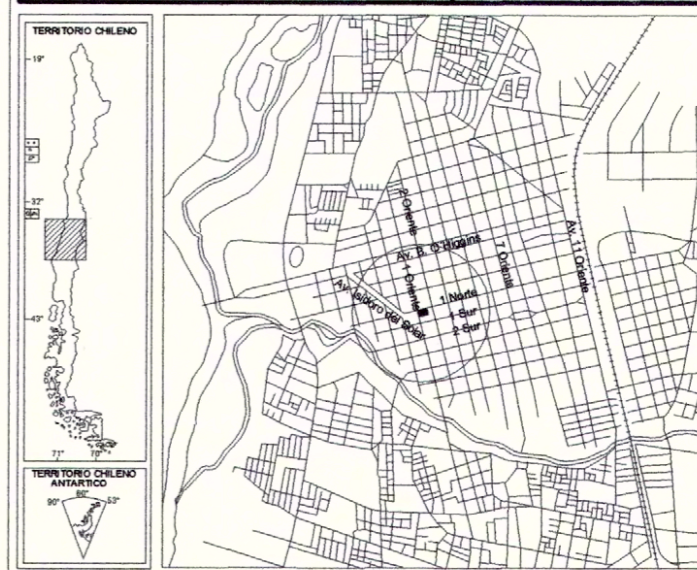 TERRITORIO CHILENO
19°
32°
43°
71°
70°
TERRITORIO CHILENO
ANTARTICO
90°
53°
2 Oriente
Av. B. O Higgins
1 Oriente
7 Oriente
Av. 11 Oriente
Av. Isidoro del Solar
1 Norte
1 Sur
2 Sur